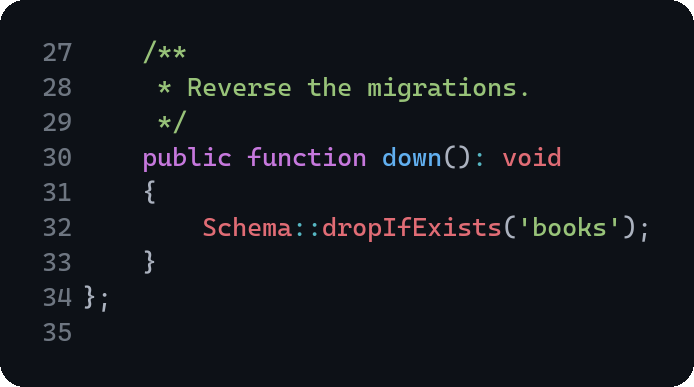 27     /**
28      * Reverse the migrations.
29      */
30     public function down(): void
31     {
32         Schema::dropIfExists('books');
33     }
34 };
35